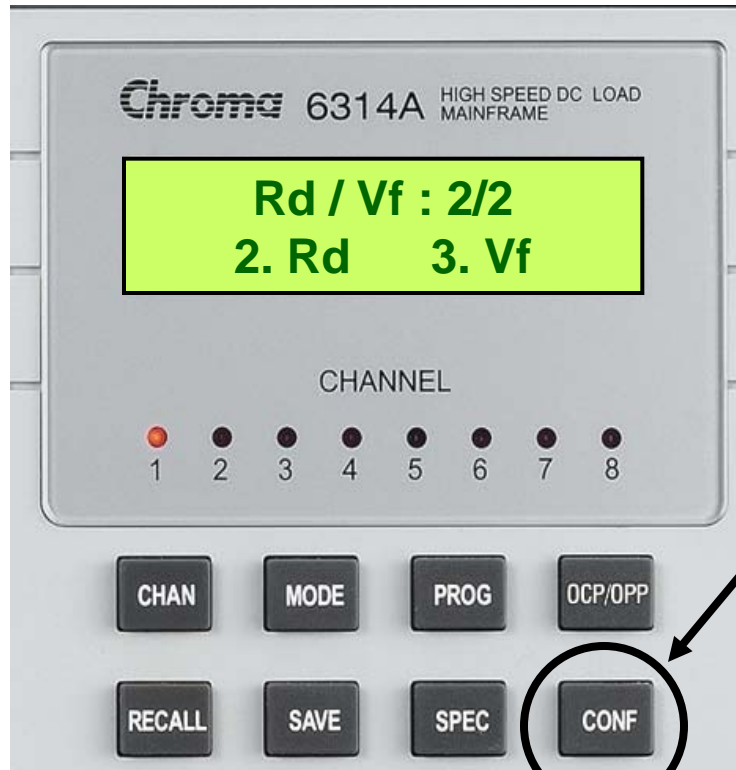 Chroma 6314A HIGH SPEED DC LOAD
MAINFRAME
Rd / Vf : 2/2
2. Rd 3. Vf
CHANNEL
1 2 3 4 5 6 7 8
CHAN MODE PROG OCP/OPP
RECALL SAVE SPEC CONF